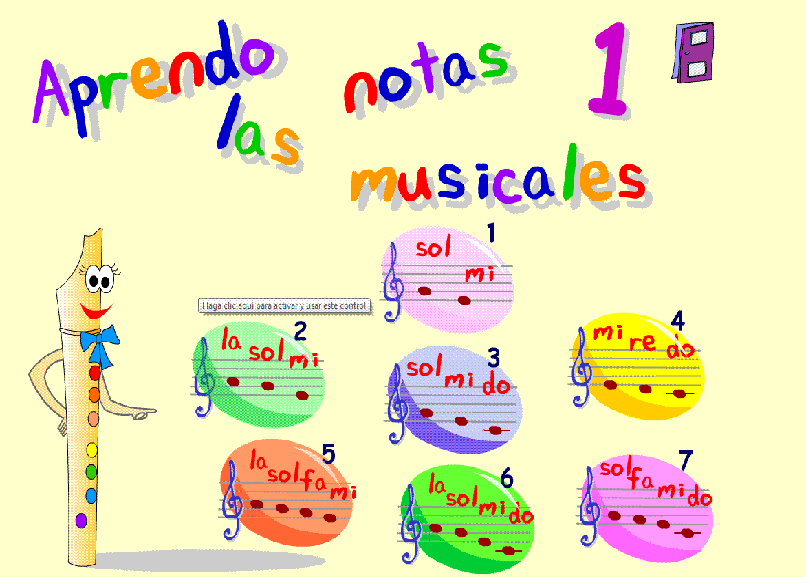 Aprendo las notas musicales 1
1
sol mi
Haga clic aquí para activar y usar este control
2
la sol mi
3
sol mi do
4
mi re do
5
la sol fa mi
6
la sol mi do
7
sol fa mi do